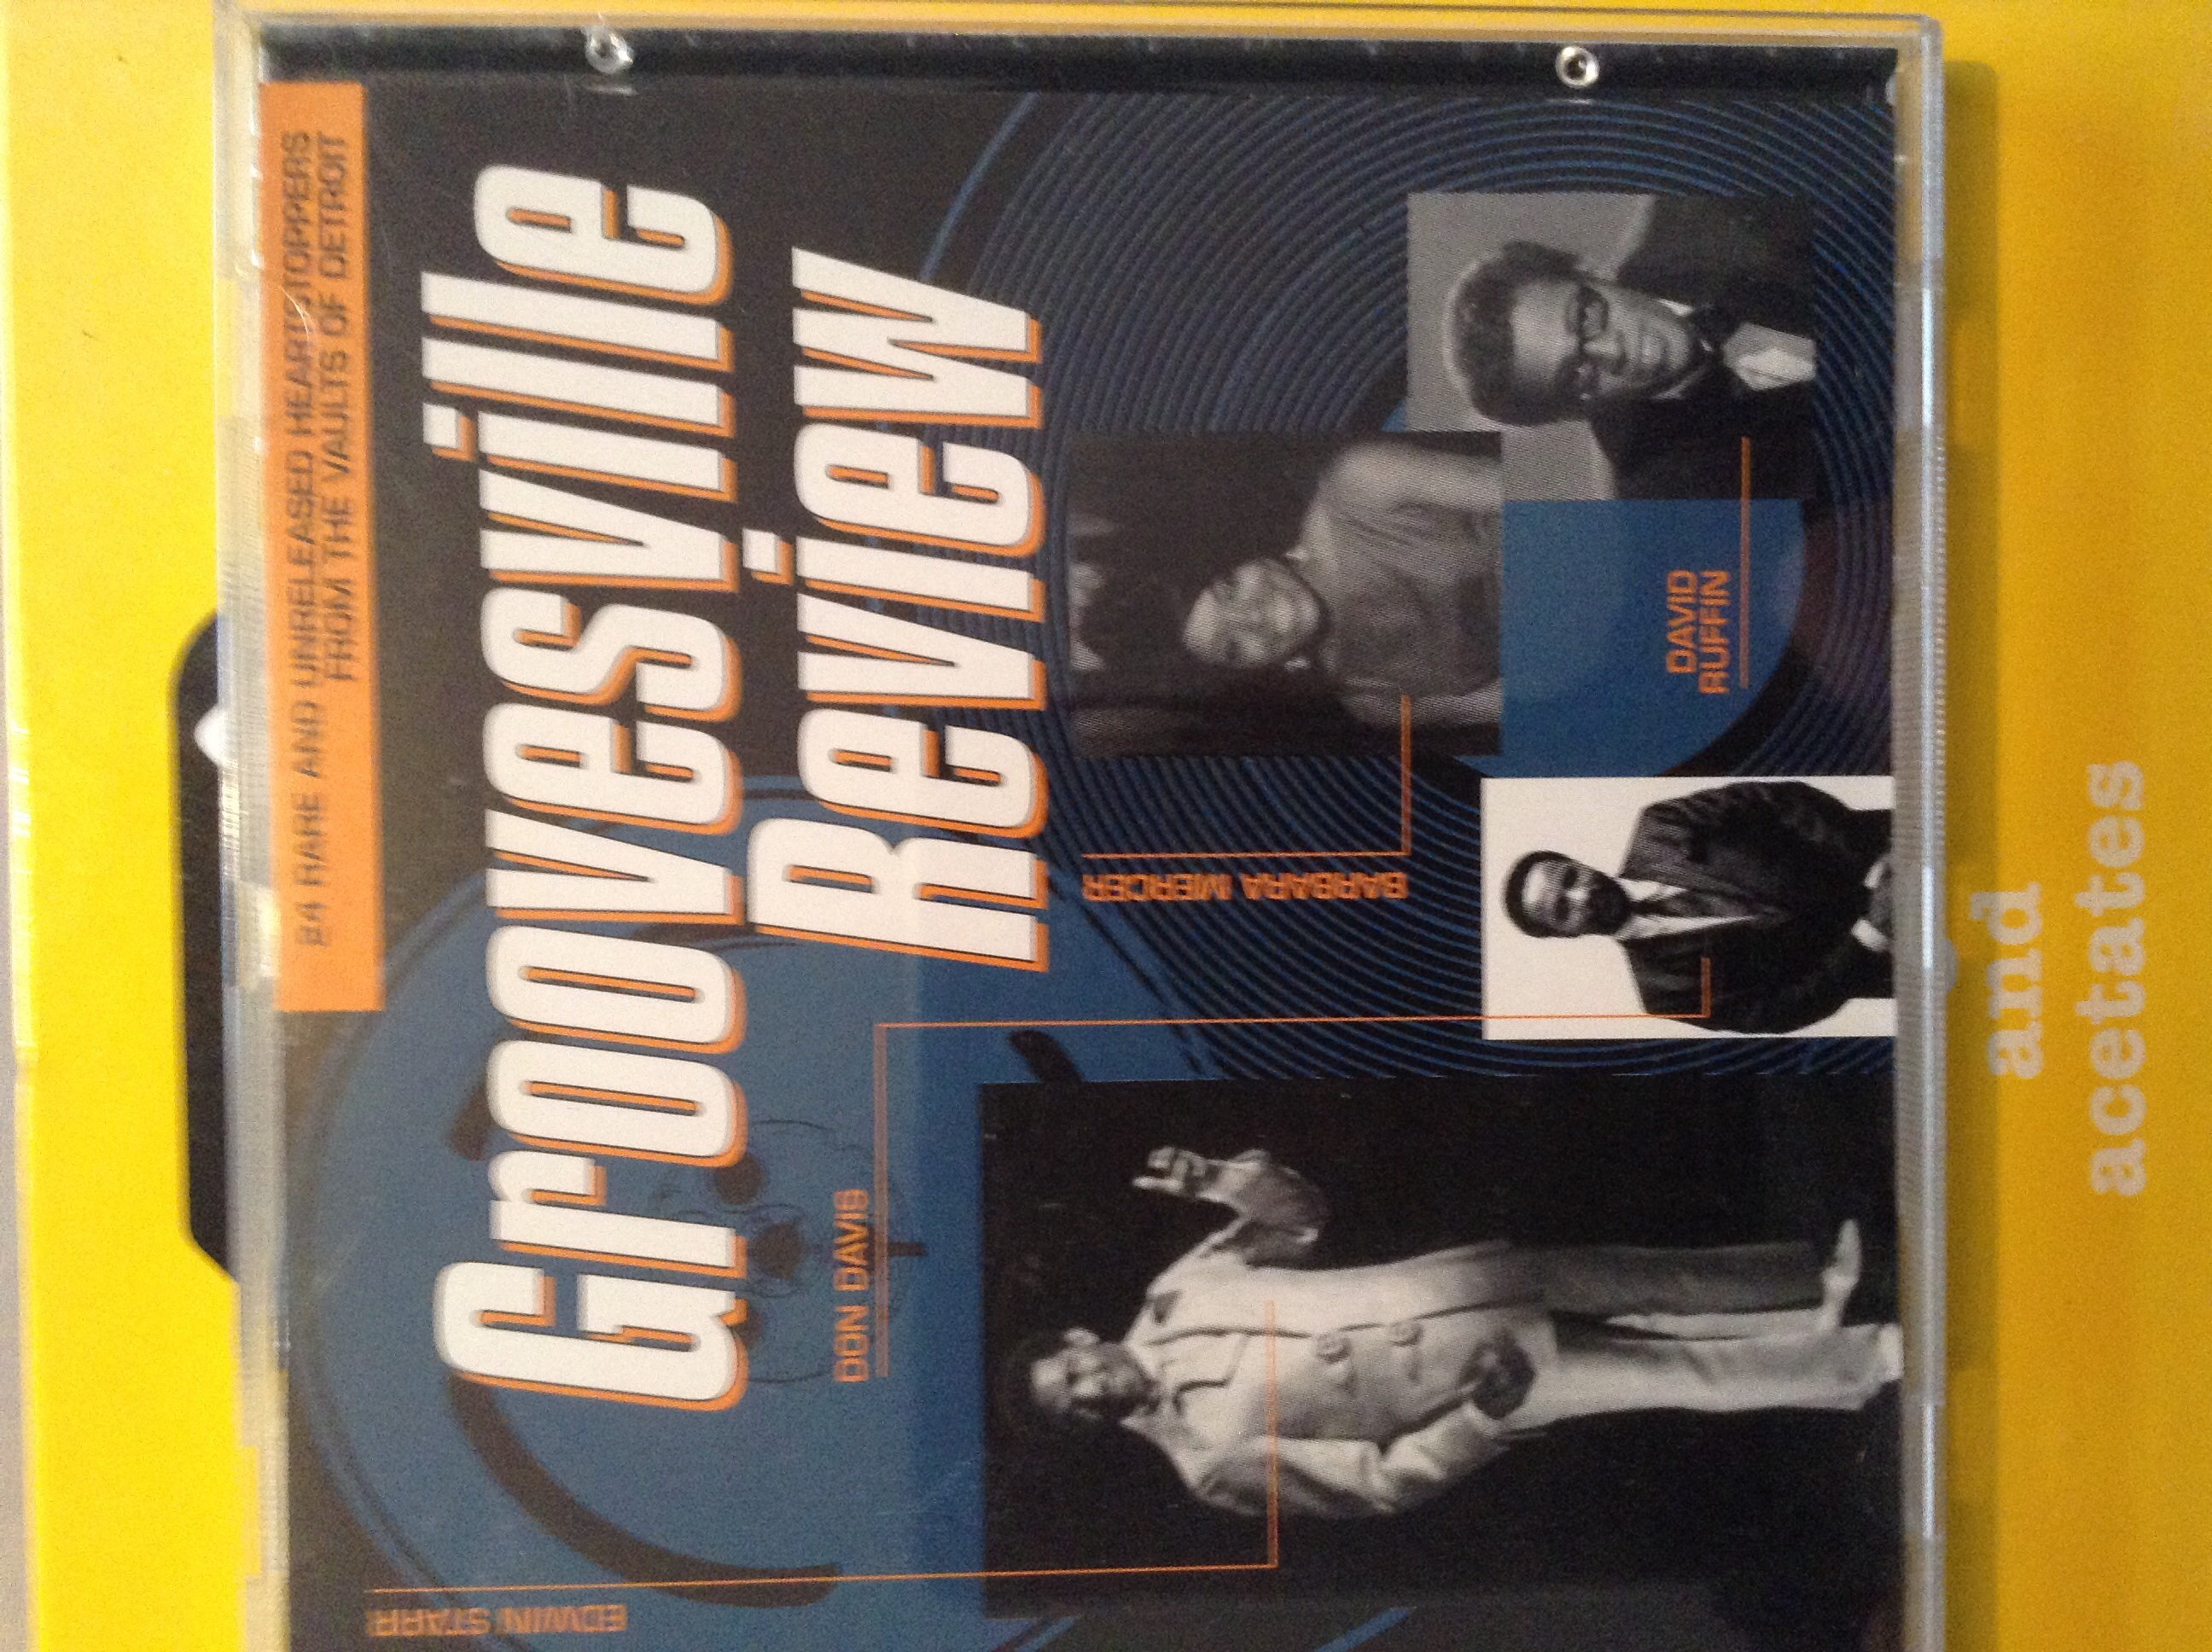 24 RARE AND UNRELEASED HEARTSTOPPERS
FROM THE VAULTS OF DETROIT
Groovesville
Review
EDWIN STARR
DON DAVIS
BARBARA MERCER
DAVID
RUFFIN
and
acetates